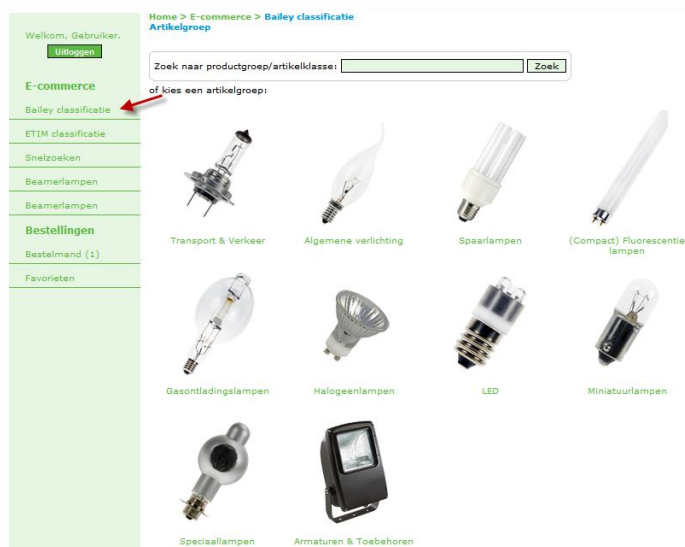 Home > E-commerce > Bailey classificatie
Artikelgroep
Welkom, Gebruiker.
Uitloggen
Zoek naar productgroep/artikelklasse:
Zoek
E-commerce
of kies een artikelgroep:
Bailey classificatie
ETIM classificatie
Snelzoeken
Beamerlampen
Beamerlampen
Bestellingen
Bestelmand (1)
Favorieten
Transport & Verkeer
Algemene verlichting
Spaarlampen
(Compact) Fluorescentie
lampen
Gasontladingslampen
Halogeenlampen
LED
Miniatuurlampen
Speciaallampen
Armaturen & Toebehoren